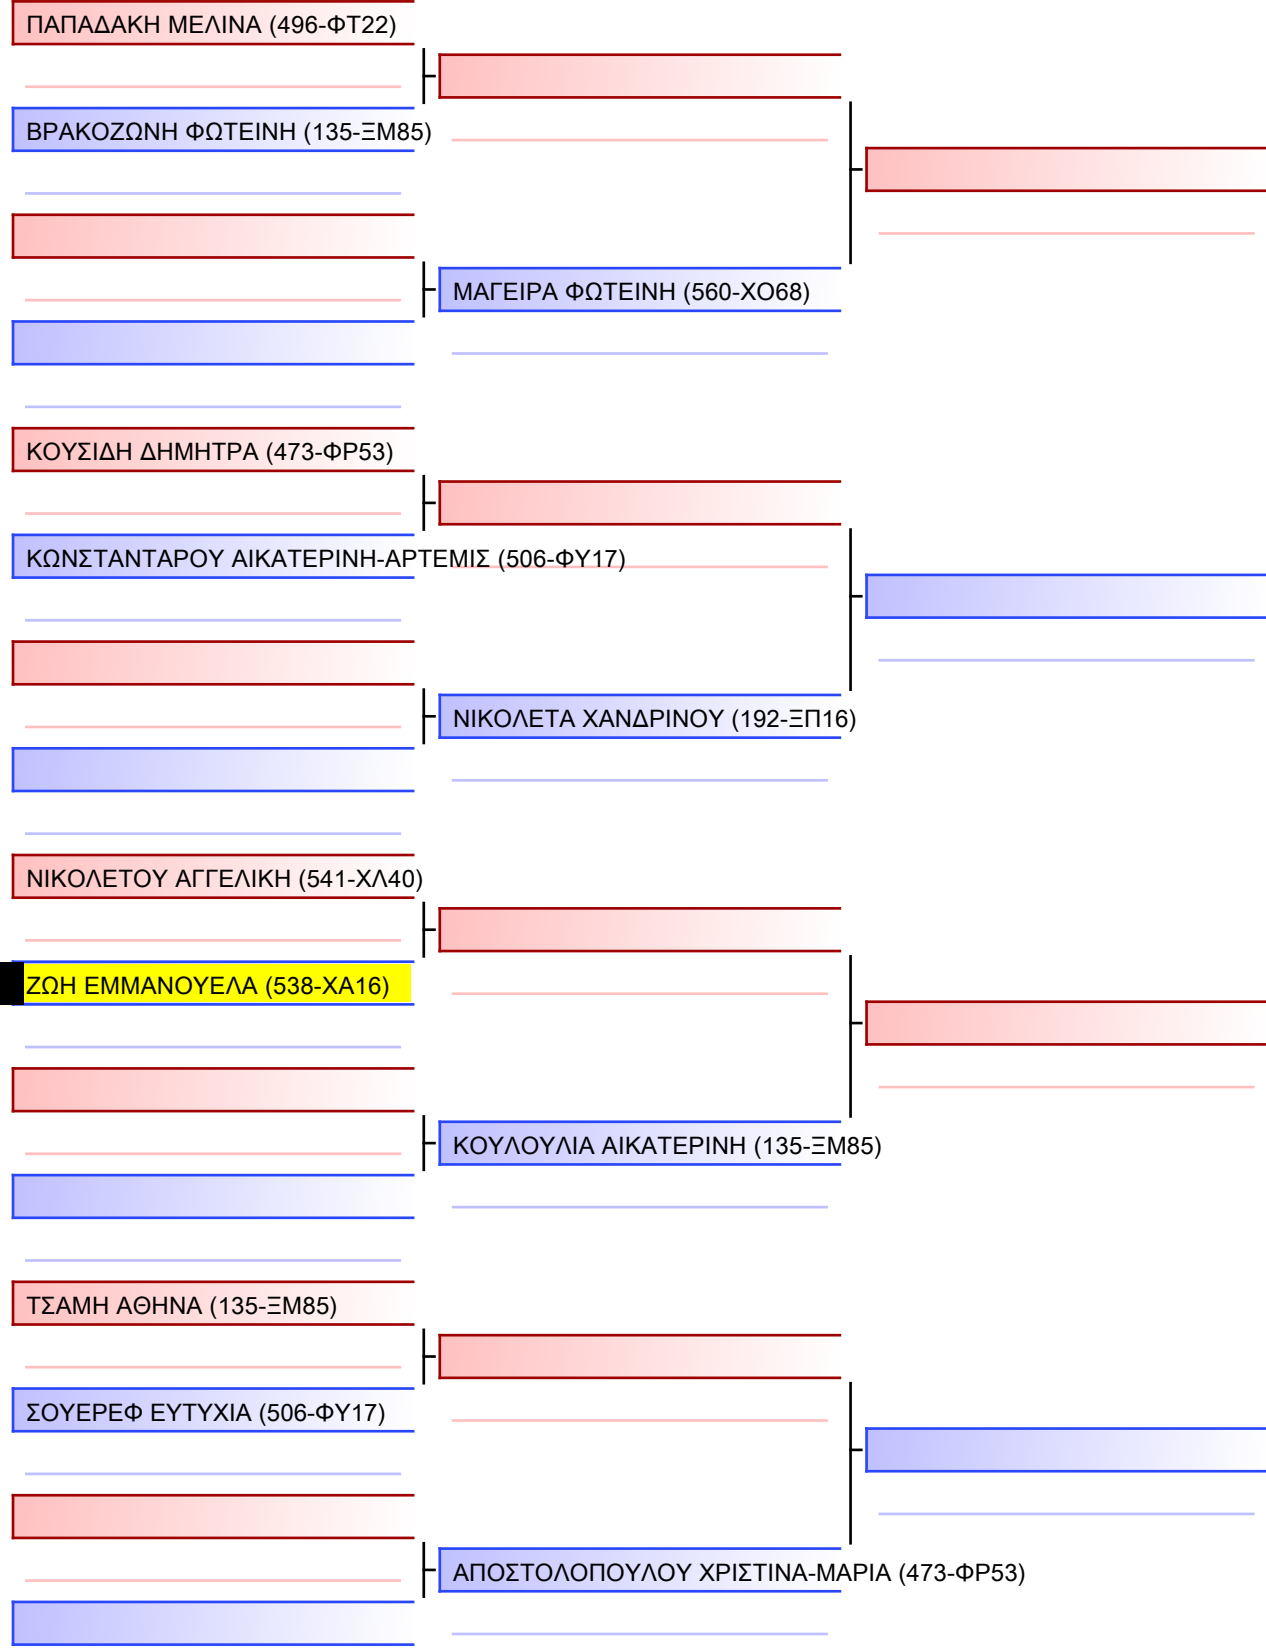 ΠΑΠΑΔΑΚΗ ΜΕΛΙΝΑ (496-ΦΤ22)
ΒΡΑΚΟΖΩΝΗ ΦΩΤΕΙΝΗ (135-ΞΜ85)
ΜΑΓΕΙΡΑ ΦΩΤΕΙΝΗ (560-ΧΟ68)
ΚΟΥΣΙΔΗ ΔΗΜΗΤΡΑ (473-ΦΡ53)
ΚΩΝΣΤΑΝΤΑΡΟΥ ΑΙΚΑΤΕΡΙΝΗ-ΑΡΤΕΜΙΣ (506-ΦΥ17)
ΝΙΚΟΛΕΤΑ ΧΑΝΔΡΙΝΟΥ (192-ΞΠ16)
ΝΙΚΟΛΕΤΟΥ ΑΓΓΕΛΙΚΗ (541-ΧΛ40)
ΖΩΗ ΕΜΜΑΝΟΥΕΛΑ (538-ΧΑ16)
ΚΟΥΛΟΥΛΙΑ ΑΙΚΑΤΕΡΙΝΗ (135-ΞΜ85)
ΤΣΑΜΗ ΑΘΗΝΑ (135-ΞΜ85)
ΣΟΥΕΡΕΦ ΕΥΤΥΧΙΑ (506-ΦΥ17)
ΑΠΟΣΤΟΛΟΠΟΥΛΟΥ ΧΡΙΣΤΙΝΑ-ΜΑΡΙΑ (473-ΦΡ53)